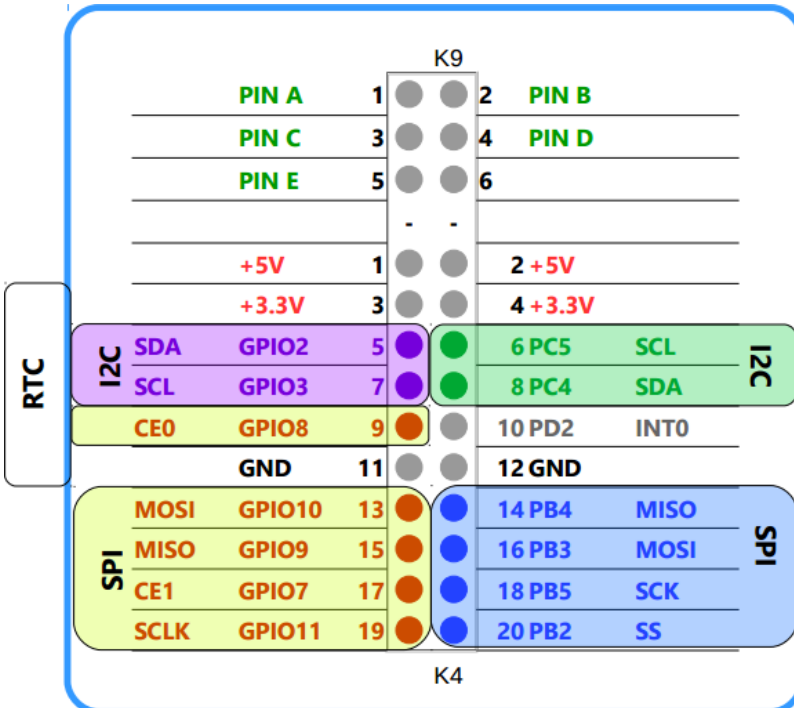 K9
PIN A 1 2 PIN B
PIN C 3 4 PIN D
PIN E 5 6
- -
+5V 1 2 +5V
+3.3V 3 4 +3.3V
RTC
I2C
SDA GPIO2 5 6 PC5 SCL
I2C
SCL GPIO3 7 8 PC4 SDA
CE0 GPIO8 9 10 PD2 INT0
GND 11 12 GND
SPI
MOSI GPIO10 13 14 PB4 MISO
SPI
MISO GPIO9 15 16 PB3 MOSI
CE1 GPIO7 17 18 PB5 SCK
SCLK GPIO11 19 20 PB2 SS
K4